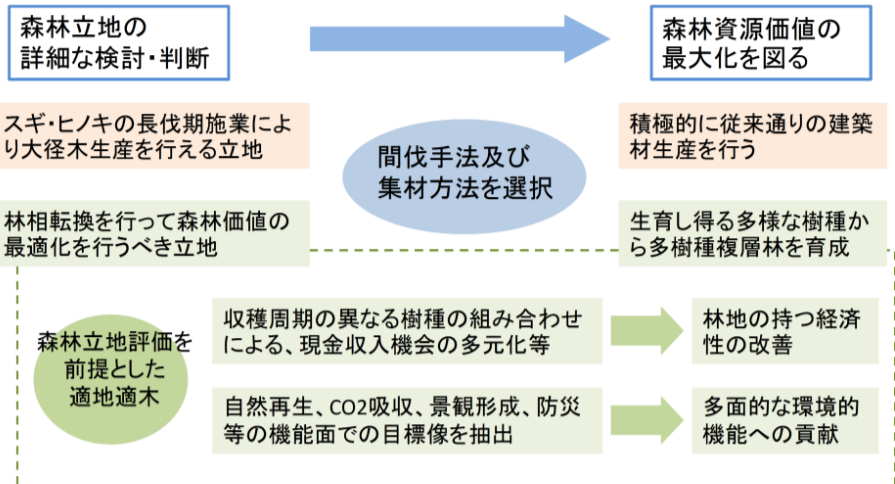 森林立地の
詳細な検討・判断
森林資源価値の
最大化を図る
スギ・ヒノキの長伐期施業によ
り大径木生産を行える立地
間伐手法及び
集材方法を選択
積極的に従来通りの建築
材生産を行う
林相転換を行って森林価値の
最適化を行うべき立地
生育し得る多様な樹種か
ら多樹種複層林を育成
森林立地評価を
前提とした
適地適木
収穫周期の異なる樹種の組み合わせ
による、現金収入機会の多元化等
林地の持つ経済
性の改善
自然再生、CO2吸収、景観形成、防災
等の機能面での目標像を抽出
多面的な環境的
機能への貢献